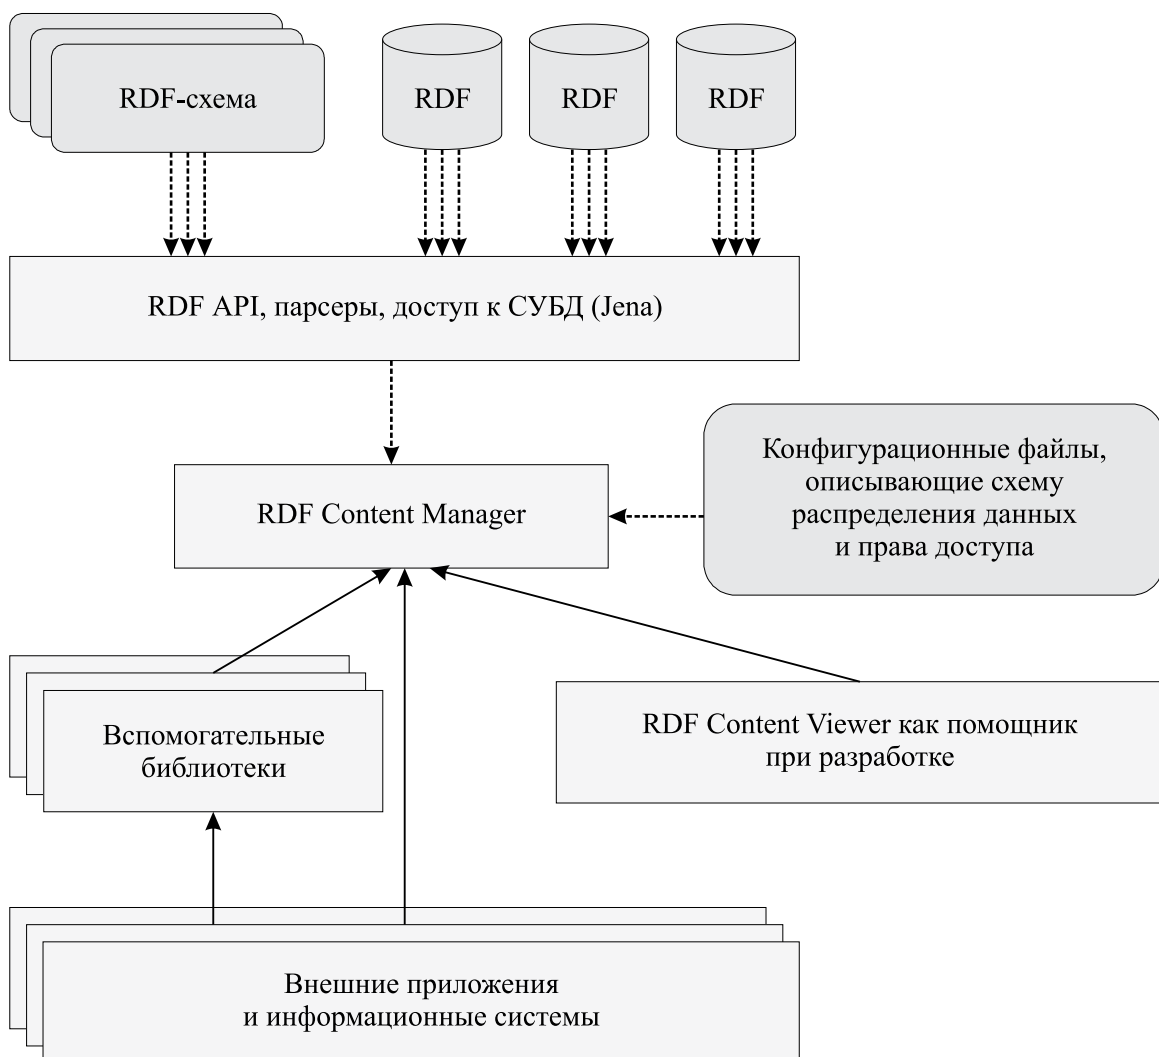 RDF-схема
RDF
RDF
RDF
RDF API, парсеры, доступ к СУБД (Jena)
Конфигурационные файлы,
описывающие схему
распределения данных
и права доступа
RDF Content Manager
Вспомогательные
библиотеки
RDF Content Viewer как помощник
при разработке
Внешние приложения
и информационные системы